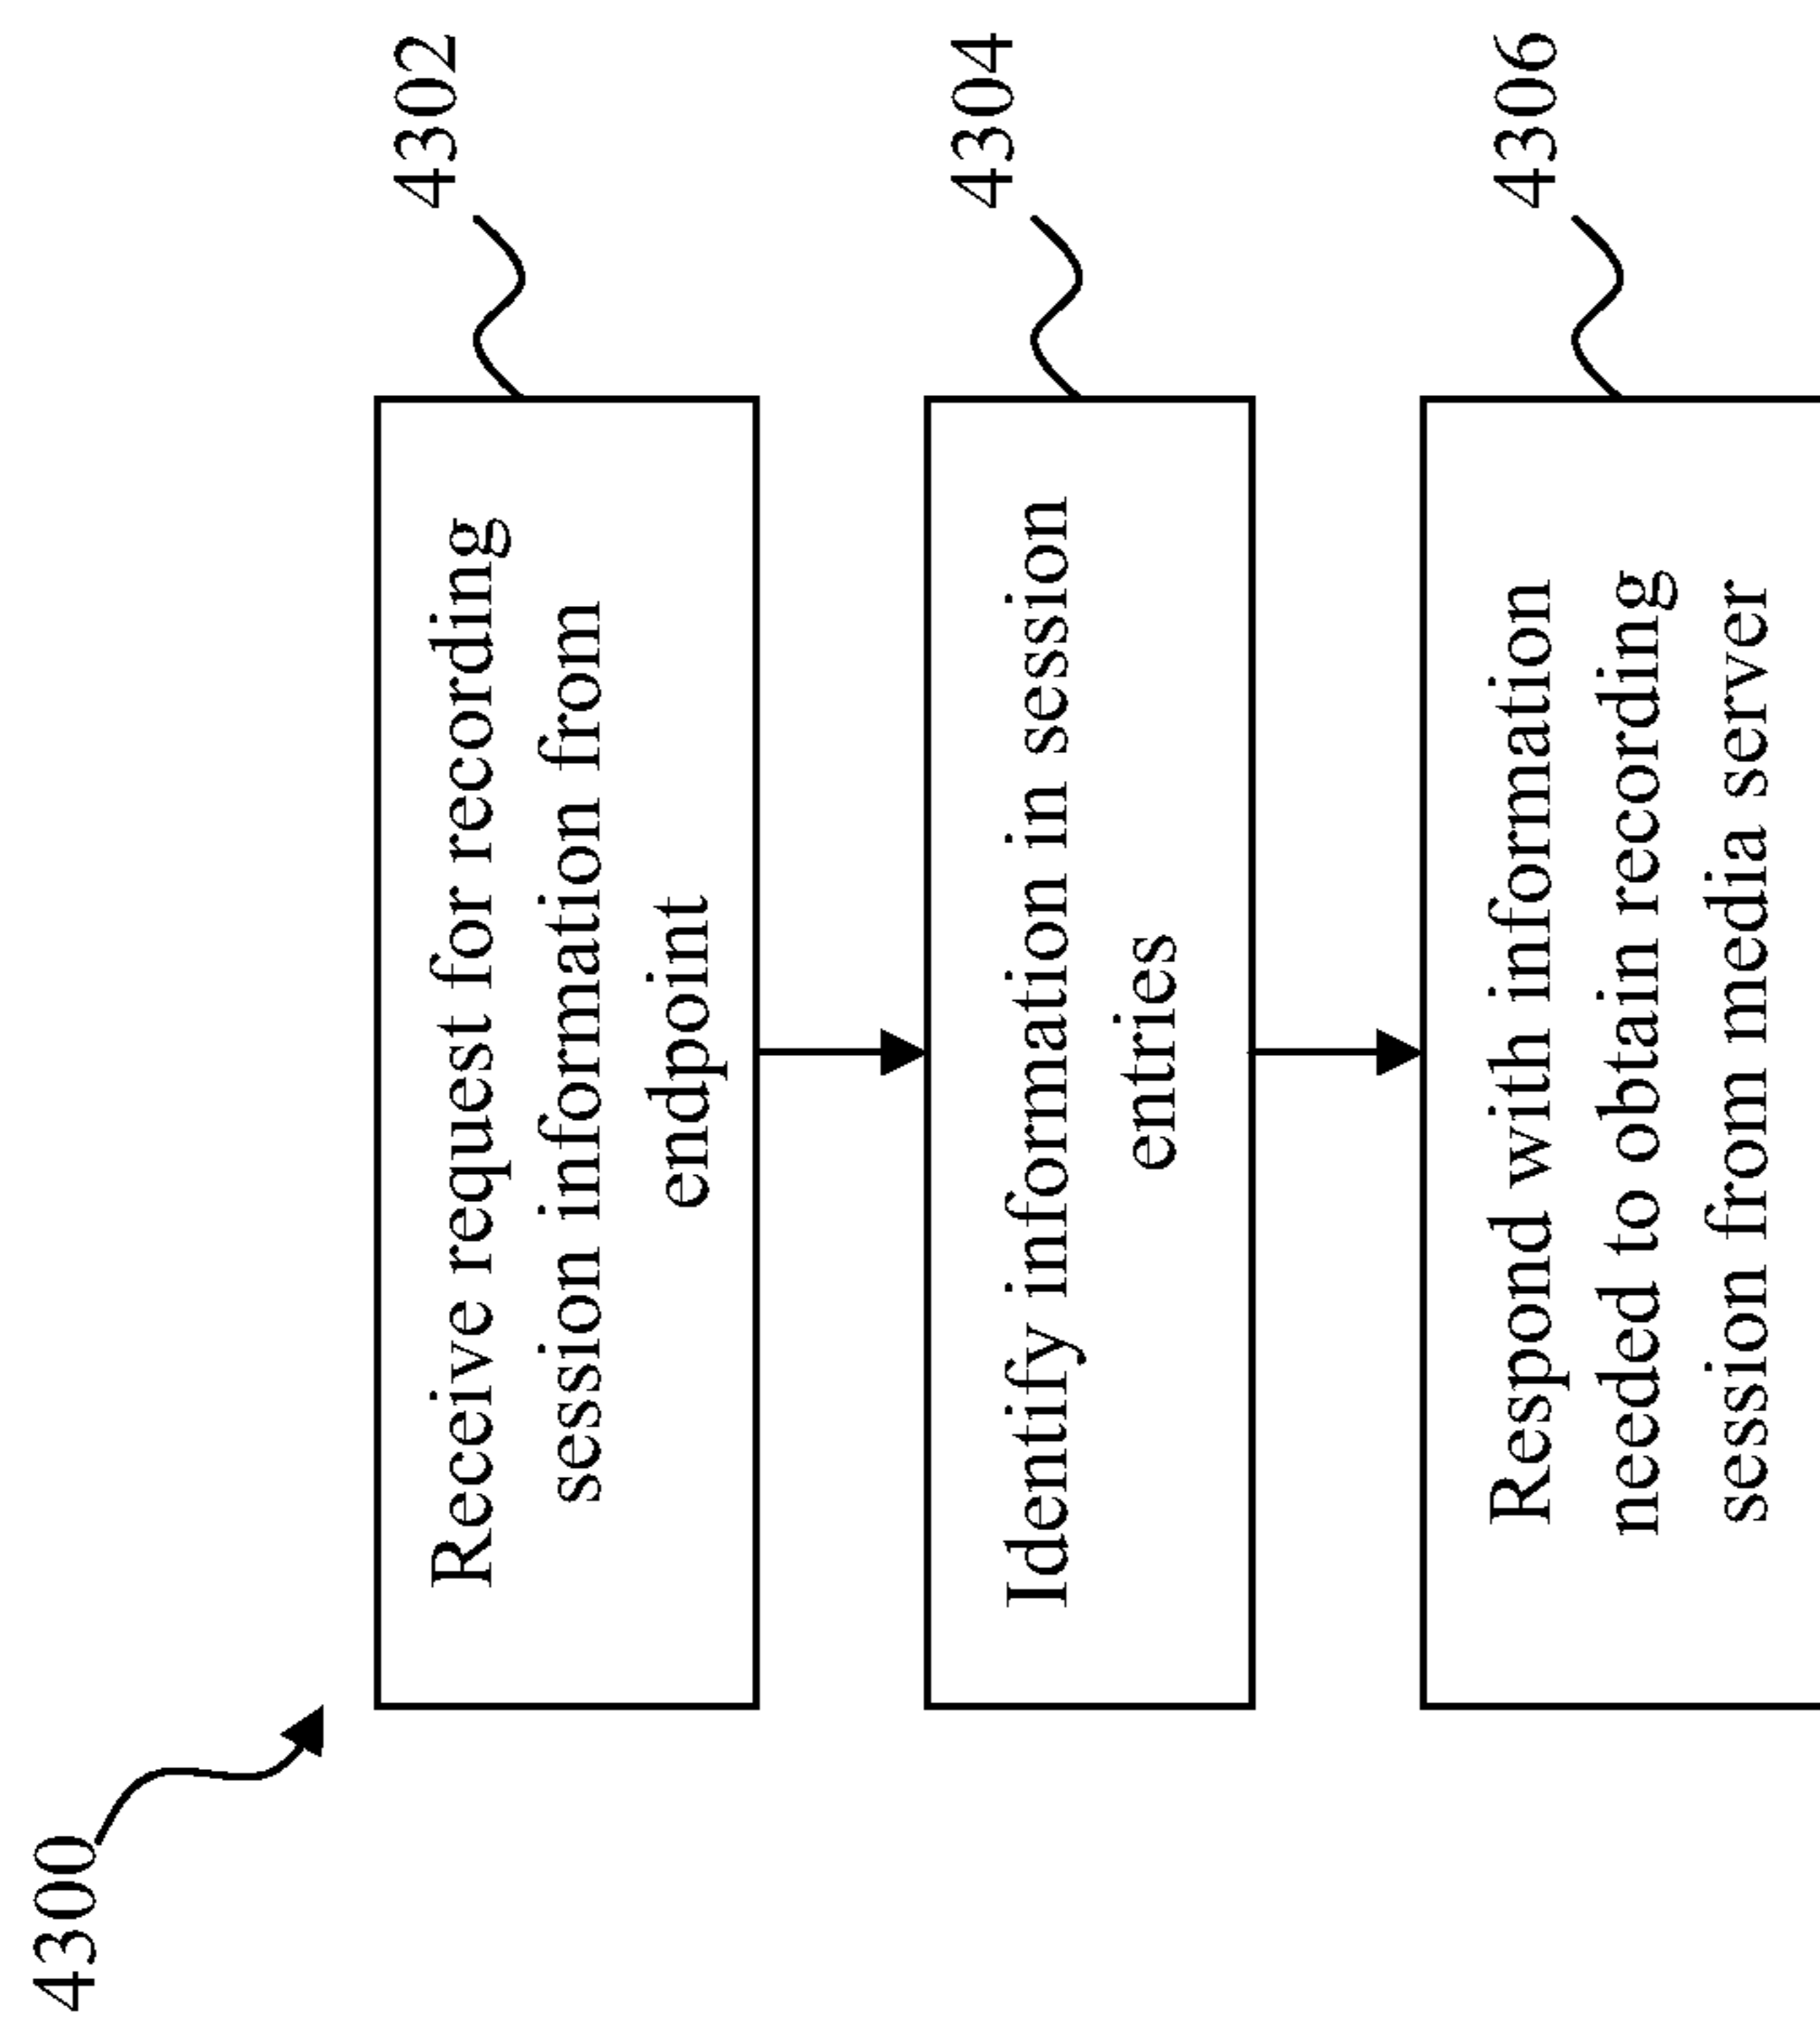 4300
4302
Receive request for recording
session information from
endpoint
4304
Identify information in session
entries
4306
Respond with information
needed to obtain recording
session from media server